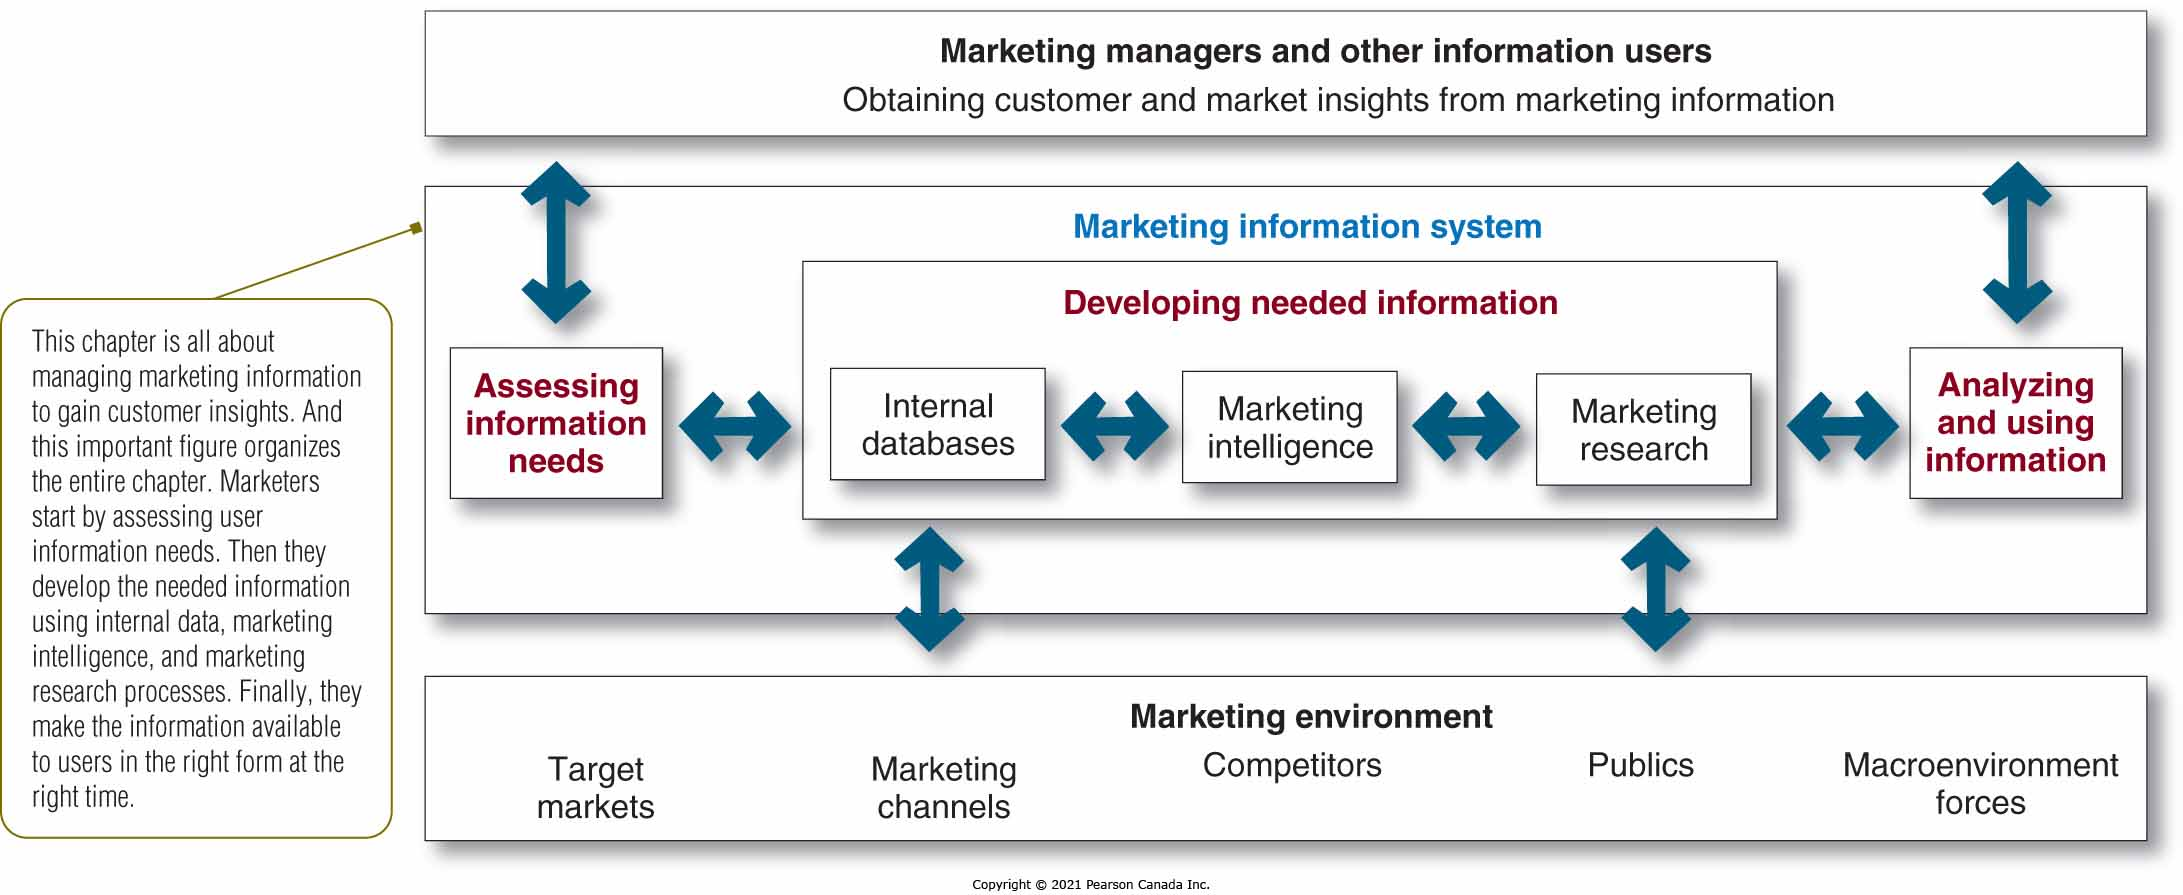 Marketing managers and other information users
Obtaining customer and market insights from marketing information
Marketing information system
Developing needed information
Assessing
information
needs
Internal
databases
Marketing
intelligence
Marketing
research
Analyzing
and using
information
This chapter is all about
managing marketing information
to gain customer insights. And
this important figure organizes
the entire chapter. Marketers
start by assessing user
information needs. Then they
develop the needed information
using internal data, marketing
intelligence, and marketing
research processes. Finally, they
make the information available
to users in the right form at the
right time.
Marketing environment
Target
markets
Marketing
channels
Competitors
Publics
Macroenvironment
forces
Copyright © 2021 Pearson Canada Inc.